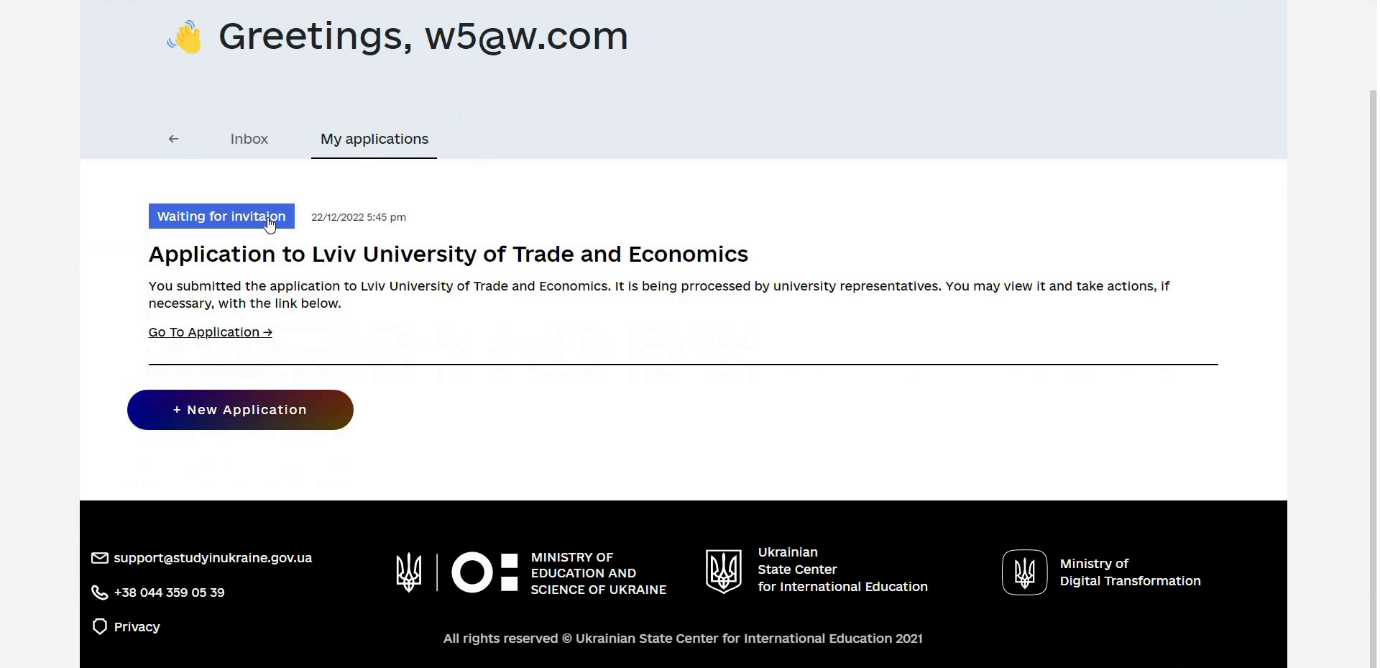 Greetings, w5@w.com
← Inbox My applications
Waiting for invitaion 22/12/2022 5:45 pm
Application to Lviv University of Trade and Economics
You submitted the application to Lviv University of Trade and Economics. It is being prrocessed by university representatives. You may view it and take actions, if
necessary, with the link below.
Go To Application →
+ New Application
support@studyinukraine.gov.ua
+38 044 359 05 39
Privacy
MINISTRY OF
EDUCATION AND
SCIENCE OF UKRAINE
Ukrainian
State Center
for International Education
Ministry of
Digital Transformation
All rights reserved © Ukrainian State Center for International Education 2021